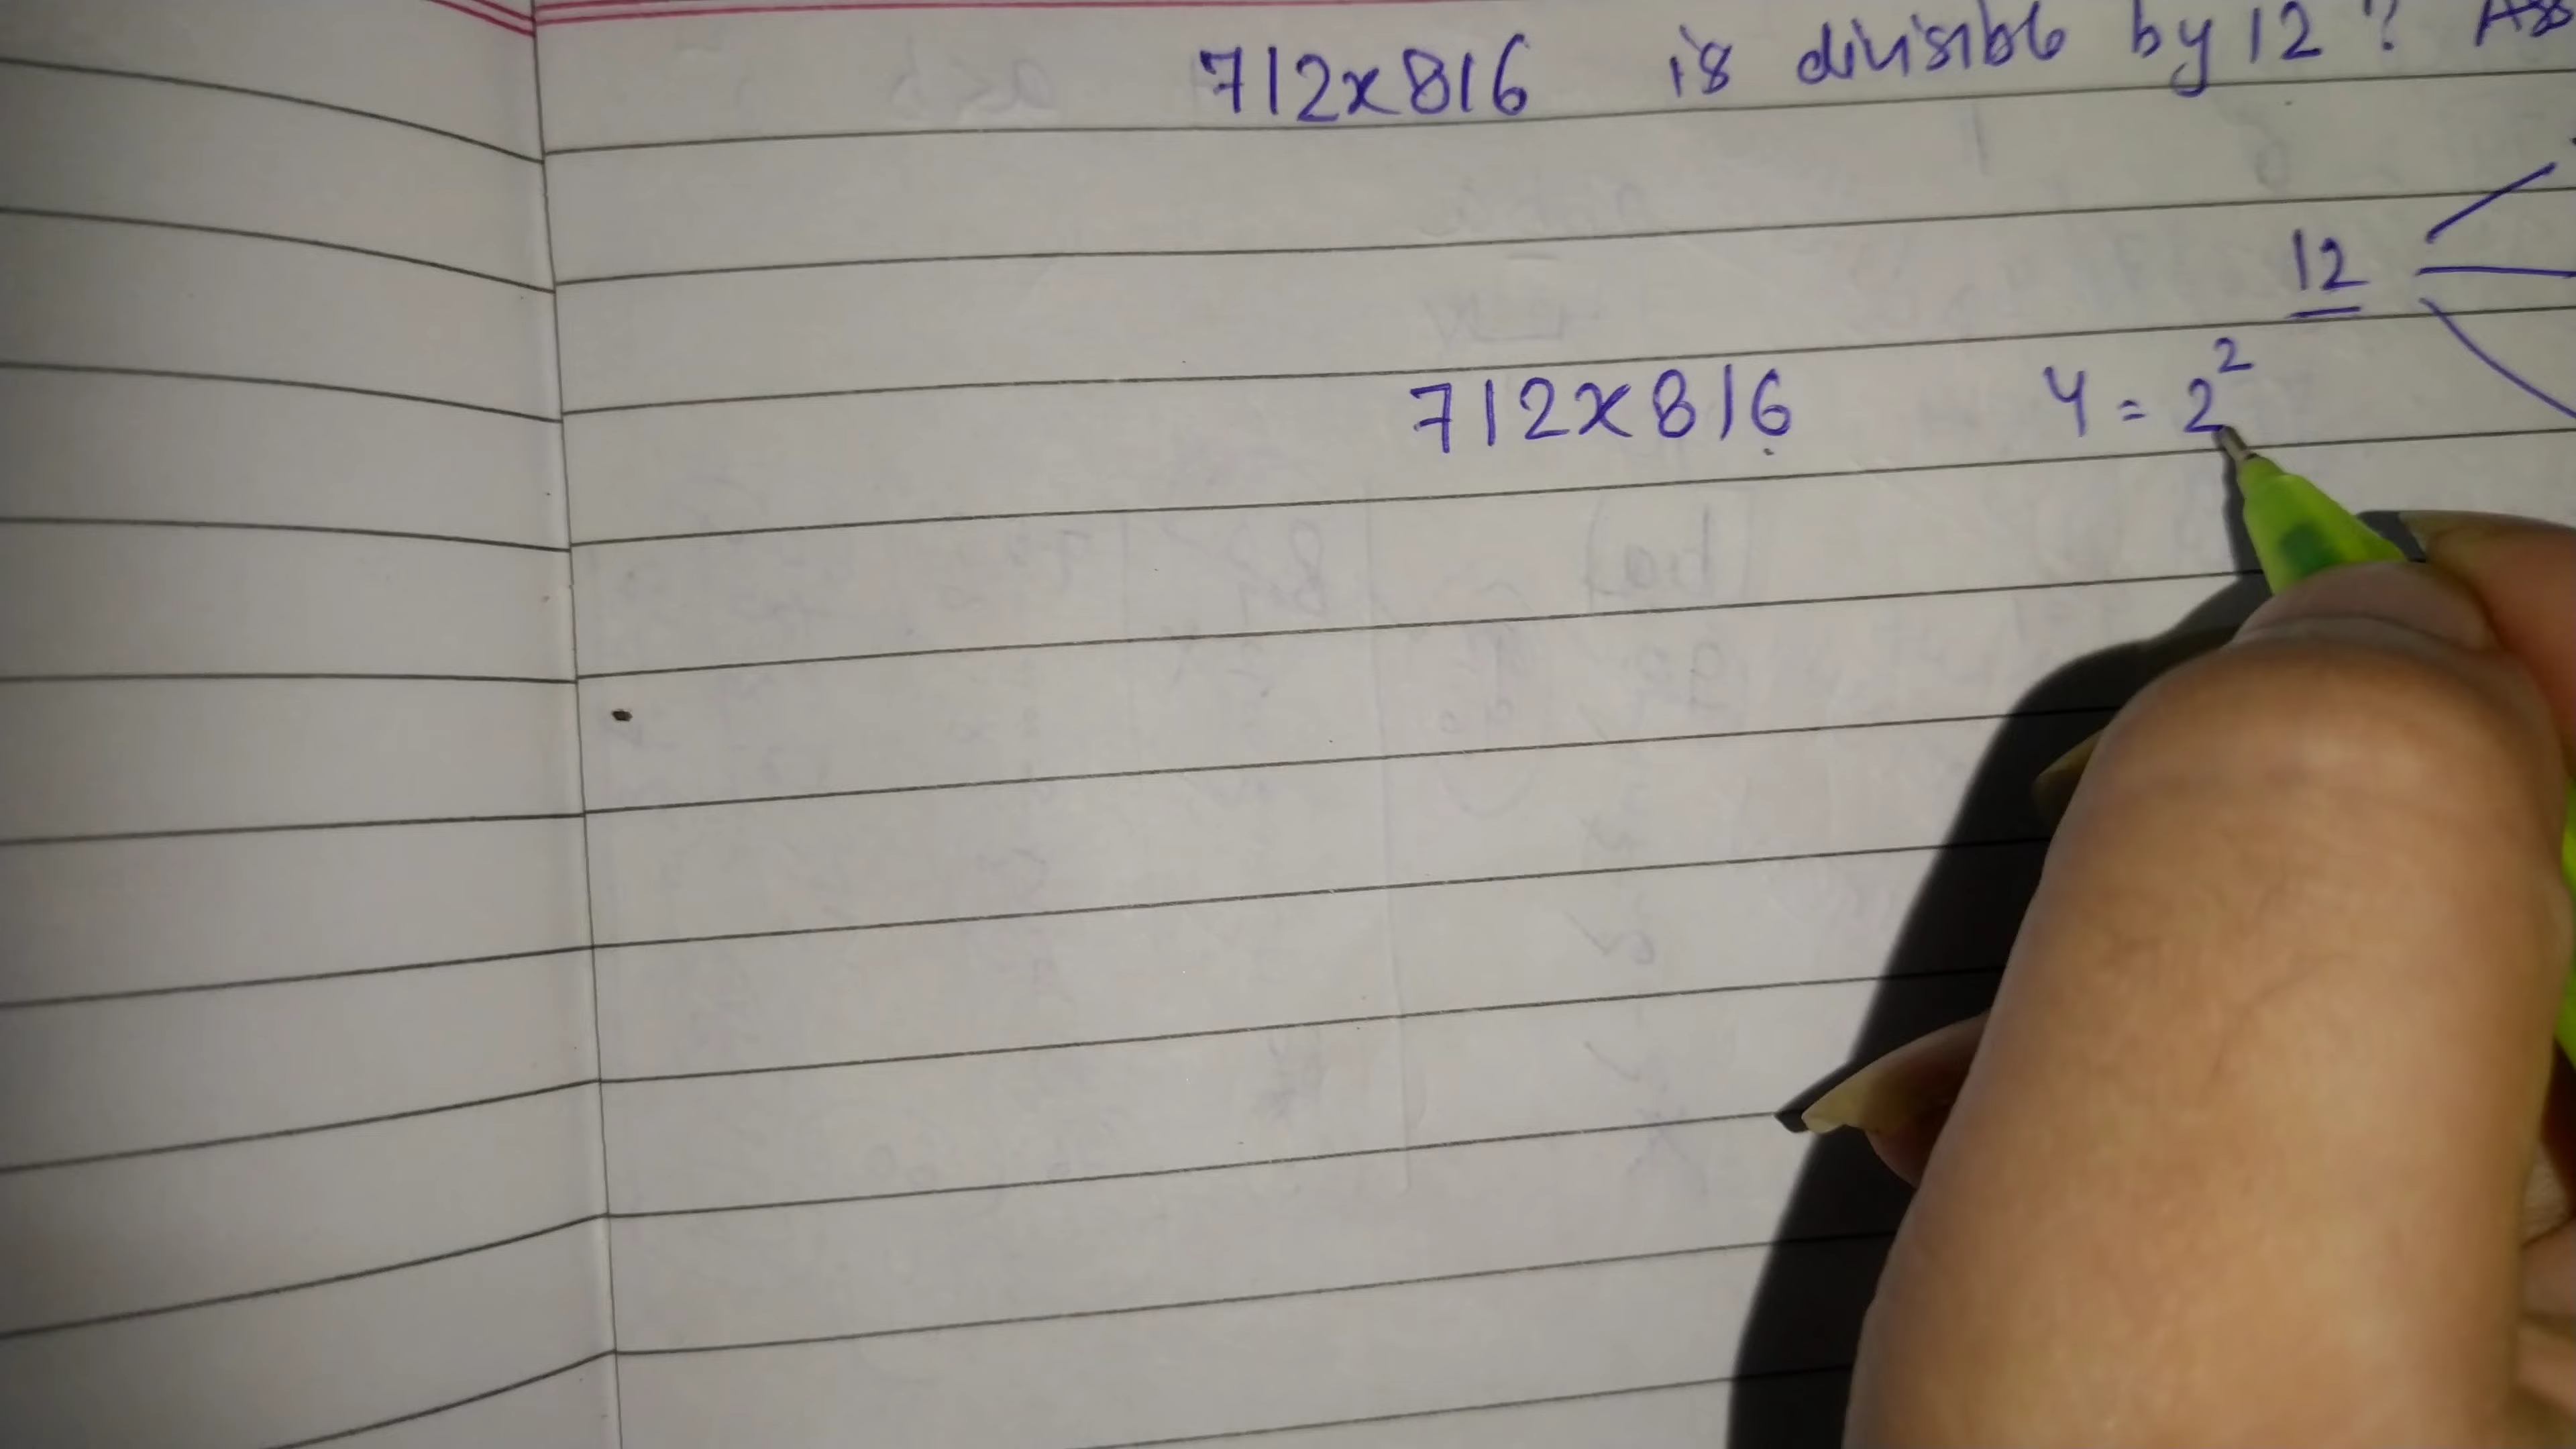 712x816 is divisible by 12?
12
712x816 4 = 2²